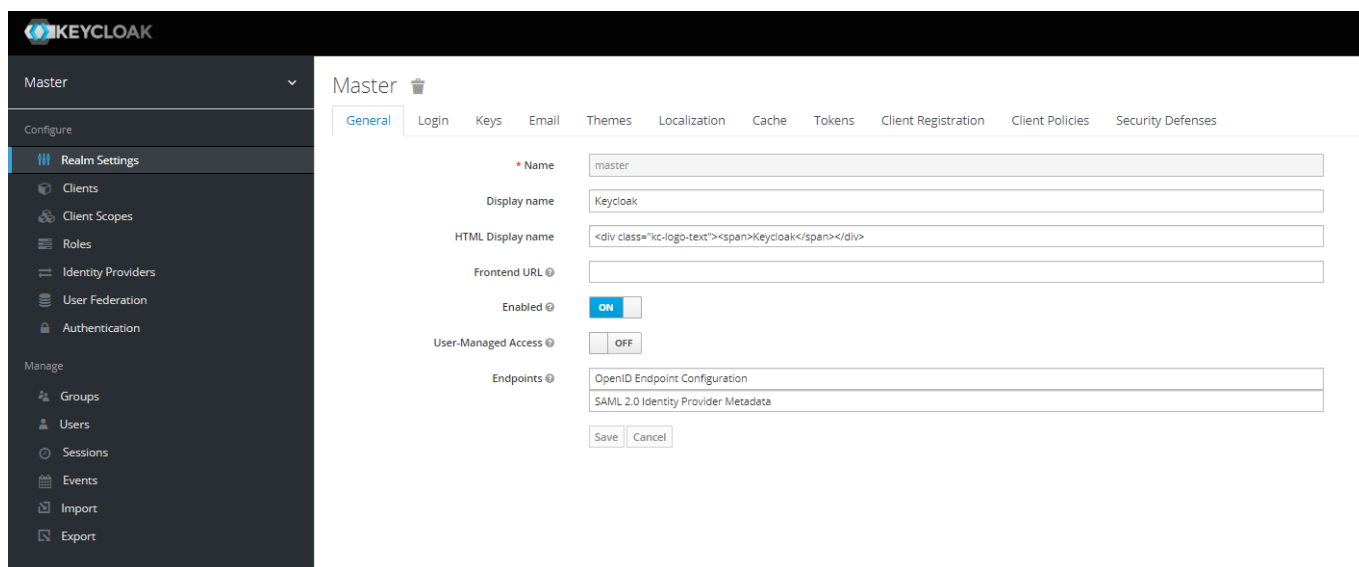 KEYCLOAK
Master
Configure
Realm Settings
Clients
Client Scopes
Roles
Identity Providers
User Federation
Authentication
Manage
Groups
Users
Sessions
Events
Import
Export
Master
General Login Keys Email Themes Localization Cache Tokens Client Registration Client Policies Security Defenses
* Name master
Display name Keycloak
HTML Display name <div class="kc-logo-text"><span>Keycloak</span></div>
Frontend URL
Enabled ON
User-Managed Access OFF
Endpoints OpenID Endpoint Configuration
SAML 2.0 Identity Provider Metadata
Save Cancel